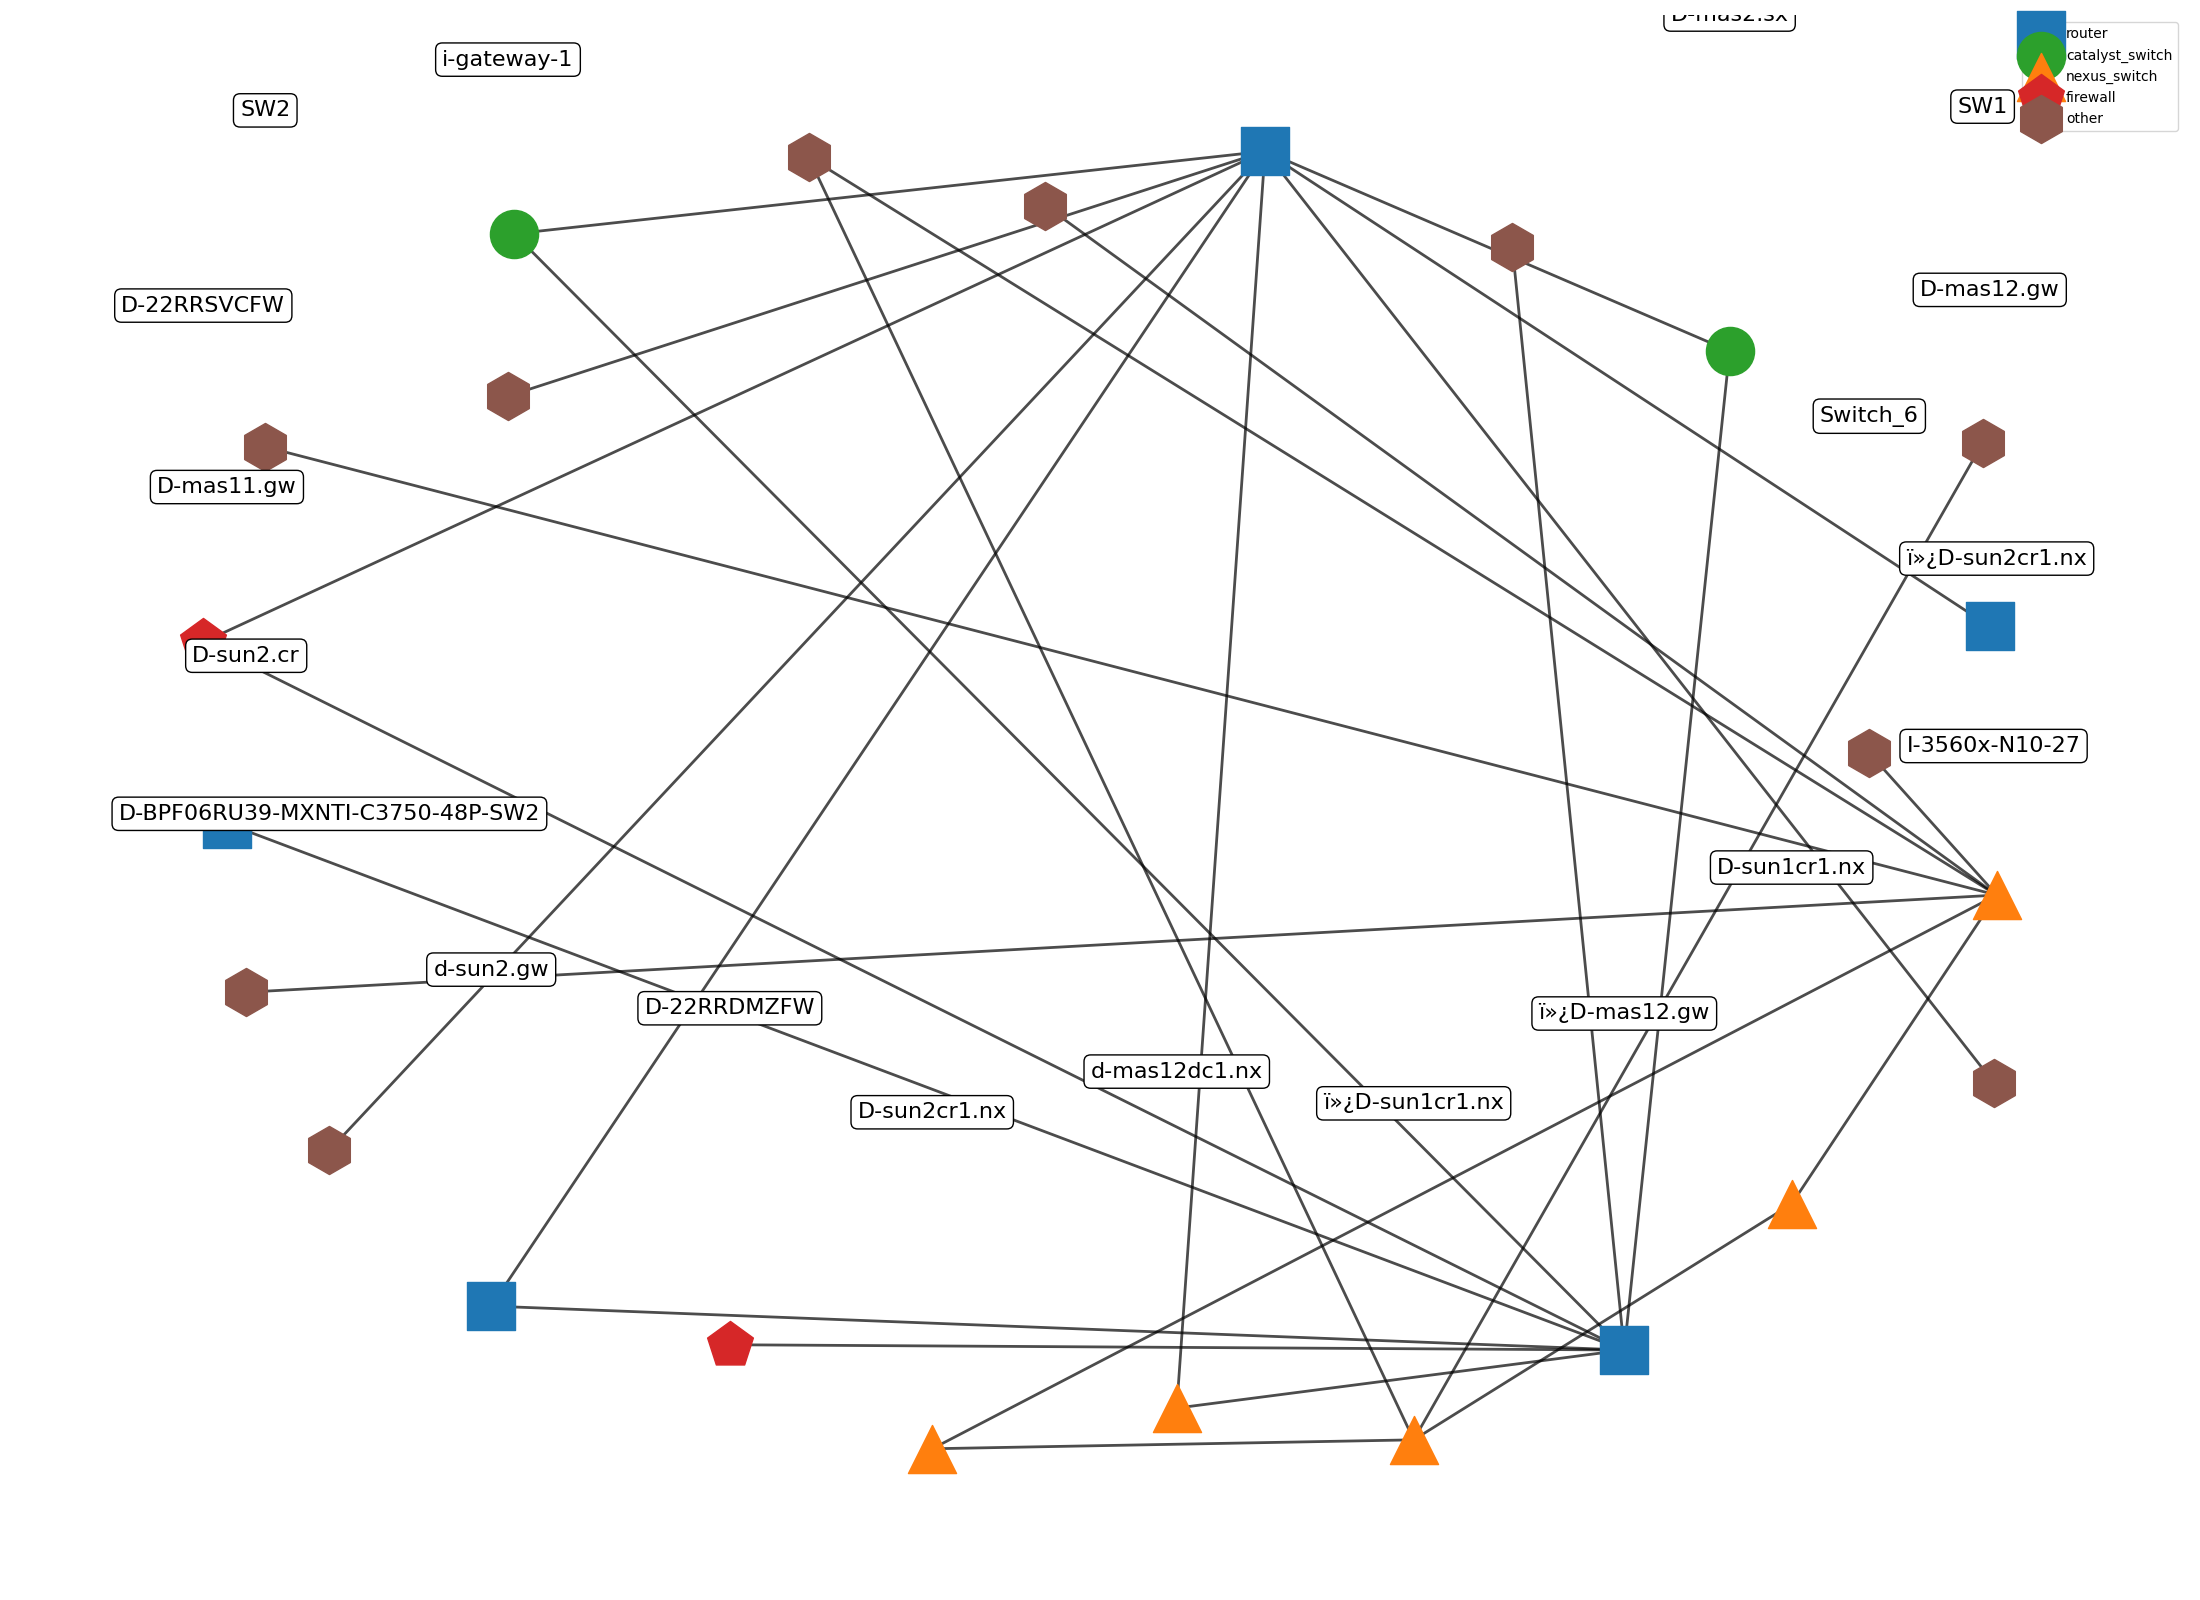 D-mas2.sx
router
catalyst_switch
nexus_switch
firewall
other
i-gateway-1
SW2
SW1
D-22RRSVCFW
D-mas12.gw
Switch_6
D-mas11.gw
ï»¿D-sun2cr1.nx
D-sun2.cr
I-3560x-N10-27
D-BPF06RU39-MXNTI-C3750-48P-SW2
D-sun1cr1.nx
d-sun2.gw
D-22RRDMZFW
ï»¿D-mas12.gw
d-mas12dc1.nx
D-sun2cr1.nx
ï»¿D-sun1cr1.nx